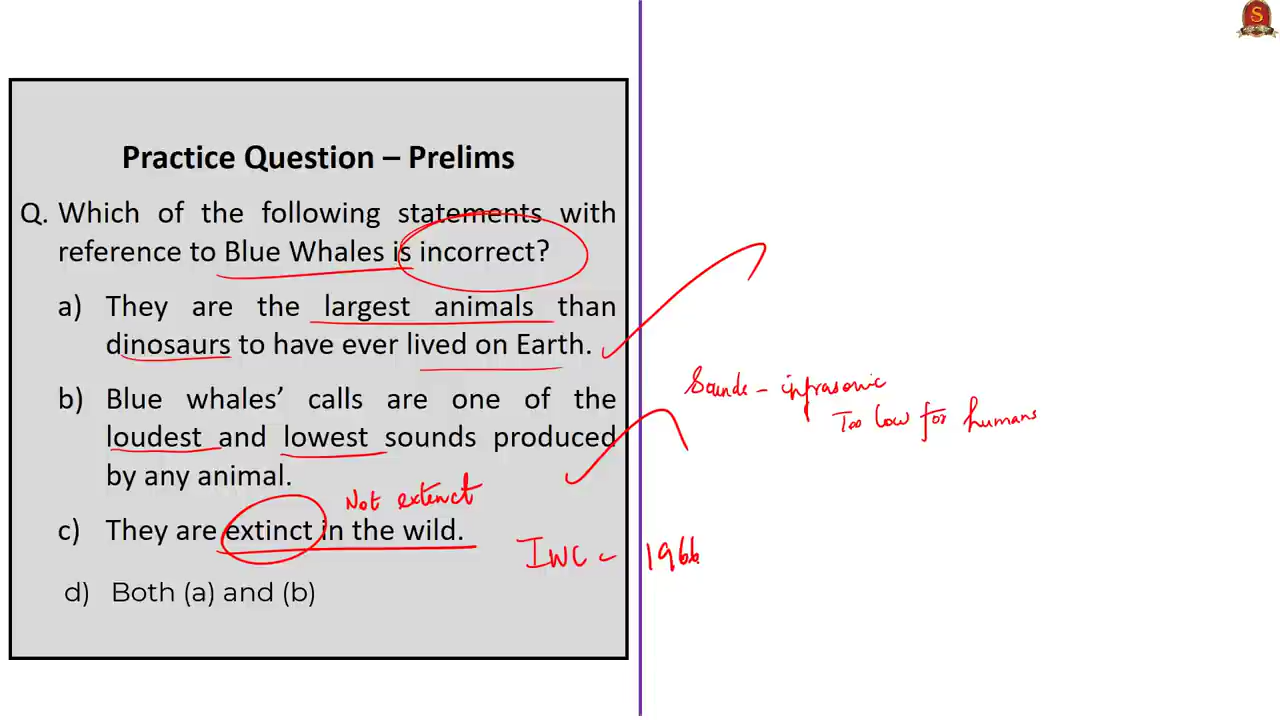 Practice Question – Prelims
Q. Which of the following statements with
reference to Blue Whales is incorrect?
a) They are the largest animals than
dinosaurs to have ever lived on Earth.
b) Blue whales’ calls are one of the
loudest and lowest sounds produced
by any animal.
Not extinct
c) They are extinct in the wild.
d) Both (a) and (b)
Sounds – infrasonic
Too low for humans
IWC – 1966
S